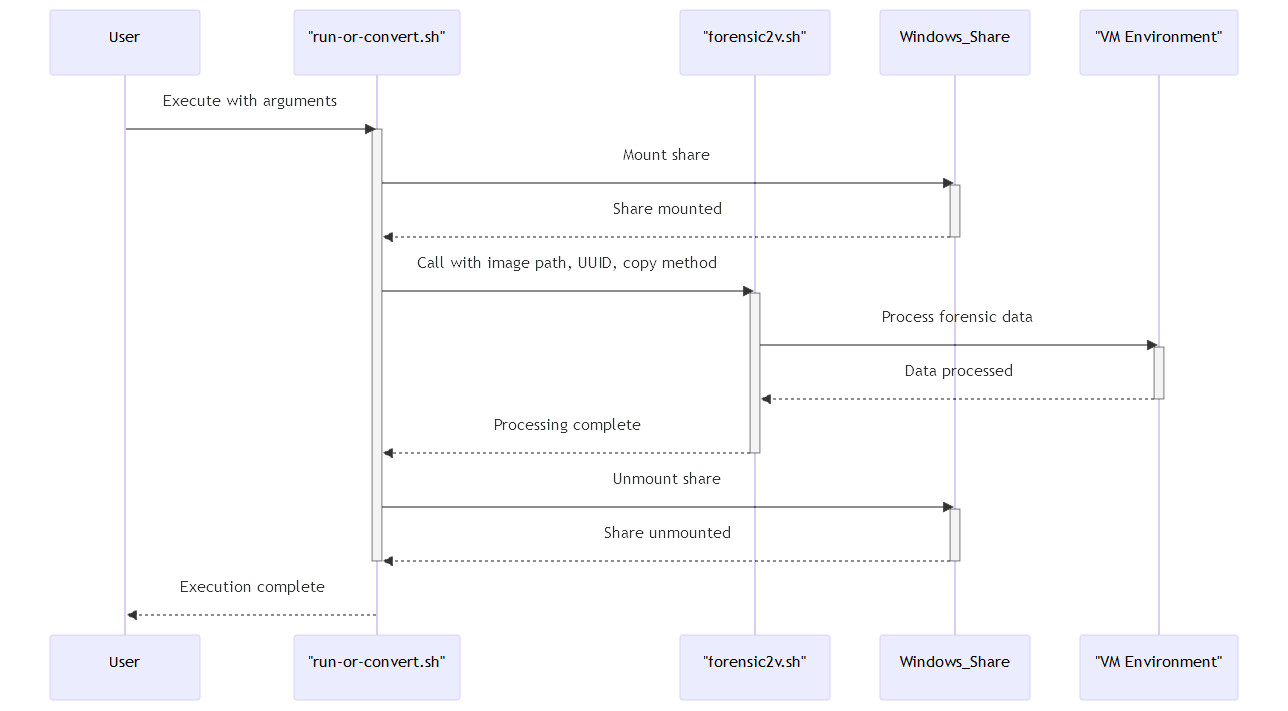 User
"run-or-convert.sh"
"forensic2v.sh"
Windows_Share
"VM Environment"
Execute with arguments
Mount share
Share mounted
Call with image path, UUID, copy method
Process forensic data
Data processed
Processing complete
Unmount share
Share unmounted
Execution complete
User
"run-or-convert.sh"
"forensic2v.sh"
Windows_Share
"VM Environment"